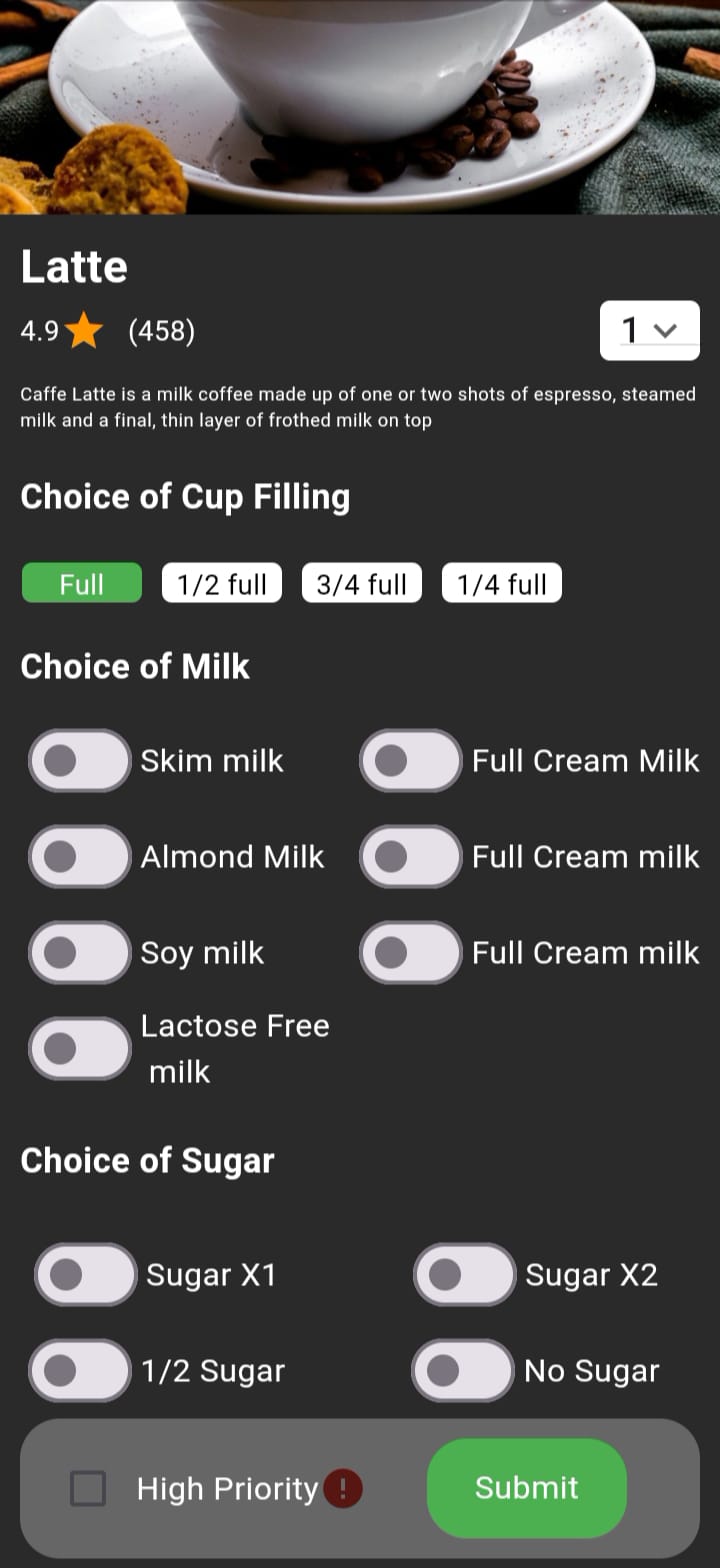 Latte
4.9 (458)
1
Caffe Latte is a milk coffee made up of one or two shots of espresso, steamed
milk and a final, thin layer of frothed milk on top
Choice of Cup Filling
Full 1/2 full 3/4 full 1/4 full
Choice of Milk
Skim milk Full Cream Milk
Almond Milk Full Cream milk
Soy milk Full Cream milk
Lactose Free
milk
Choice of Sugar
Sugar X1 Sugar X2
1/2 Sugar No Sugar
High Priority ! Submit